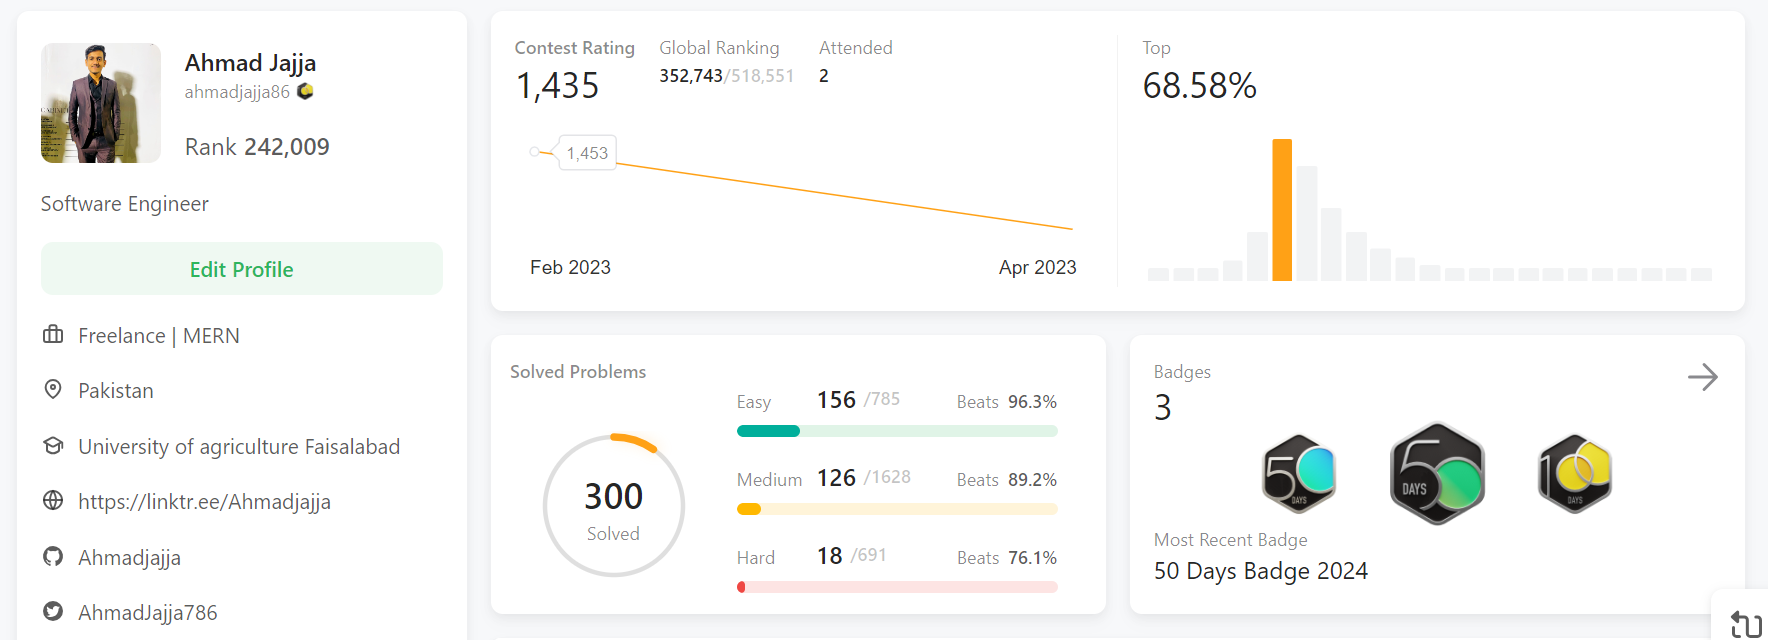 Ahmad Jajja
ahmadjajja86
Rank 242,009
Software Engineer
Edit Profile
Freelance | MERN
Pakistan
University of agriculture Faisalabad
https://linktr.ee/Ahmadjajja
Ahmadjajja
AhmadJajja786
Contest Rating
1,435
Global Ranking
352,743/518,551
Attended
2
1,453
Feb 2023
Apr 2023
Top
68.58%
Solved Problems
300
Solved
Easy 156 /785 Beats 96.3%
Medium 126 /1628 Beats 89.2%
Hard 18 /691 Beats 76.1%
Badges
3
50
DAYS
50
DAYS
100
DAYS
Most Recent Badge
50 Days Badge 2024